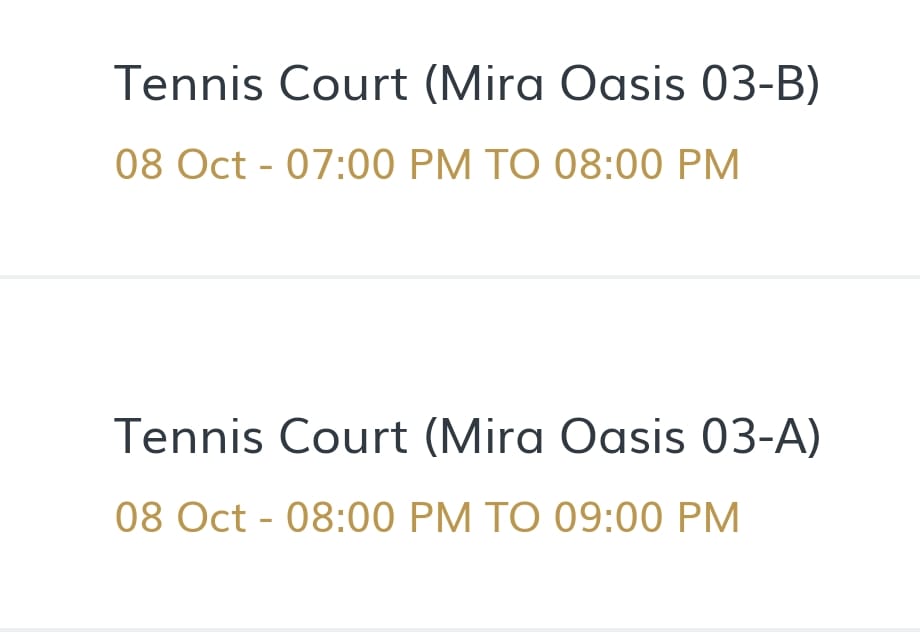 Tennis Court (Mira Oasis 03-B)
08 Oct - 07:00 PM TO 08:00 PM
Tennis Court (Mira Oasis 03-A)
08 Oct - 08:00 PM TO 09:00 PM